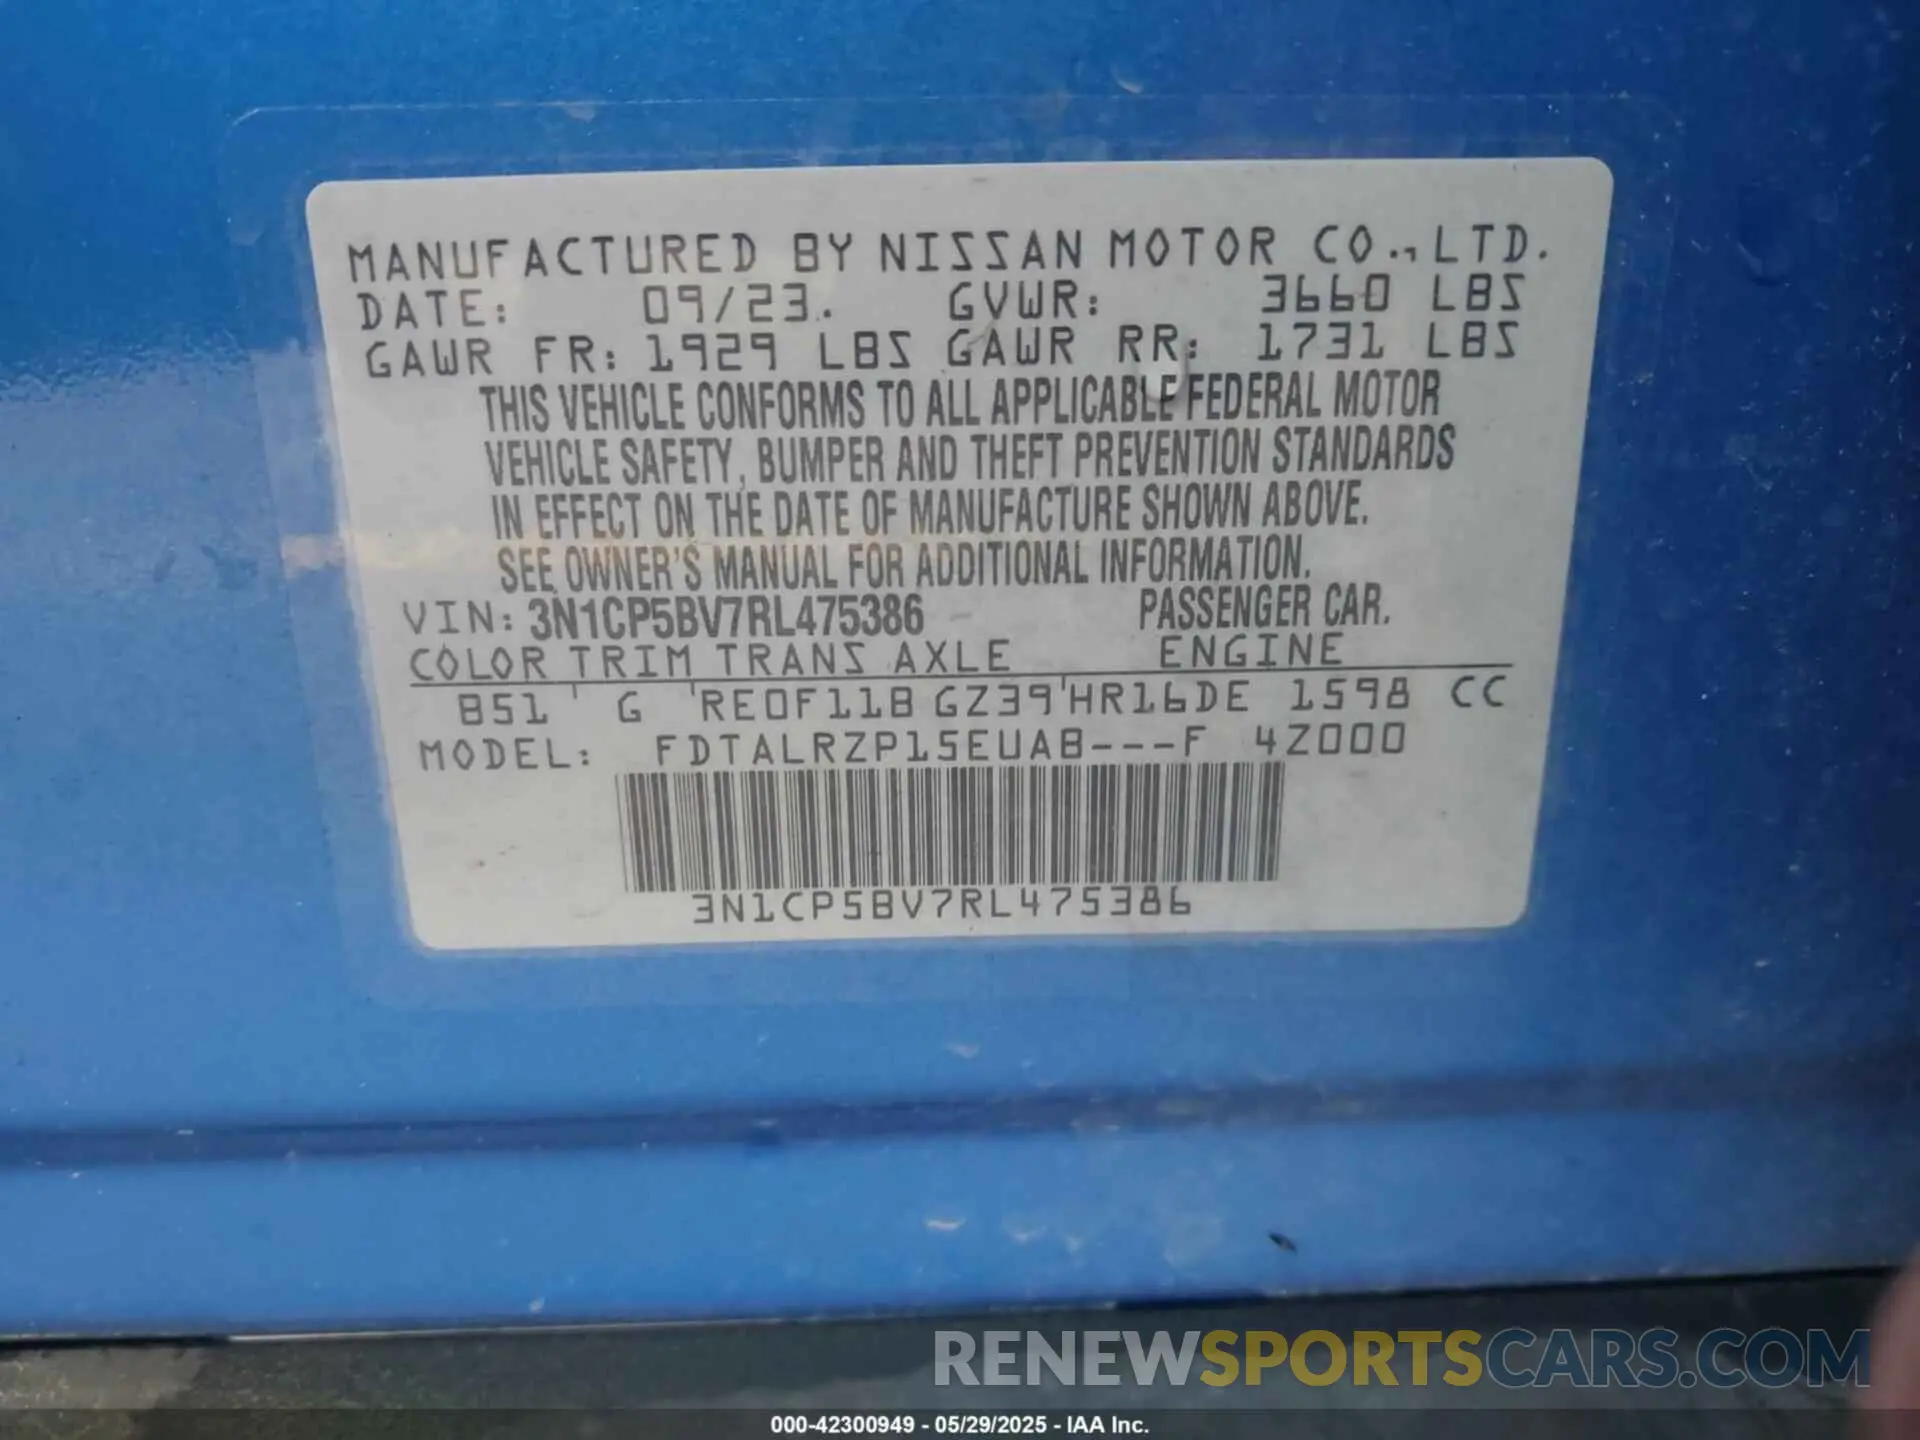 MANUFACTURED BY NISSAN MOTOR CO., LTD.
DATE: 09/23. GVWR: 3660 LBS
GAWR FR: 1929 LBS GAWR RR: 1731 LBS
THIS VEHICLE CONFORMS TO ALL APPLICABLE FEDERAL MOTOR
VEHICLE SAFETY, BUMPER AND THEFT PREVENTION STANDARDS
IN EFFECT ON THE DATE OF MANUFACTURE SHOWN ABOVE.
SEE OWNER'S MANUAL FOR ADDITIONAL INFORMATION.
VIN: 3N1CP5BV7RL475386 PASSENGER CAR.
COLOR TRIM TRANS AXLE ENGINE
B51 G RE0F11B GZ39 HR16DE 1598 CC
MODEL: FDTALRZP15EUAB---F 4Z000
3N1CP5BV7RL475386
RENEWSPORTSCARS.COM
000-42300949 - 05/29/2025 - IAA Inc.